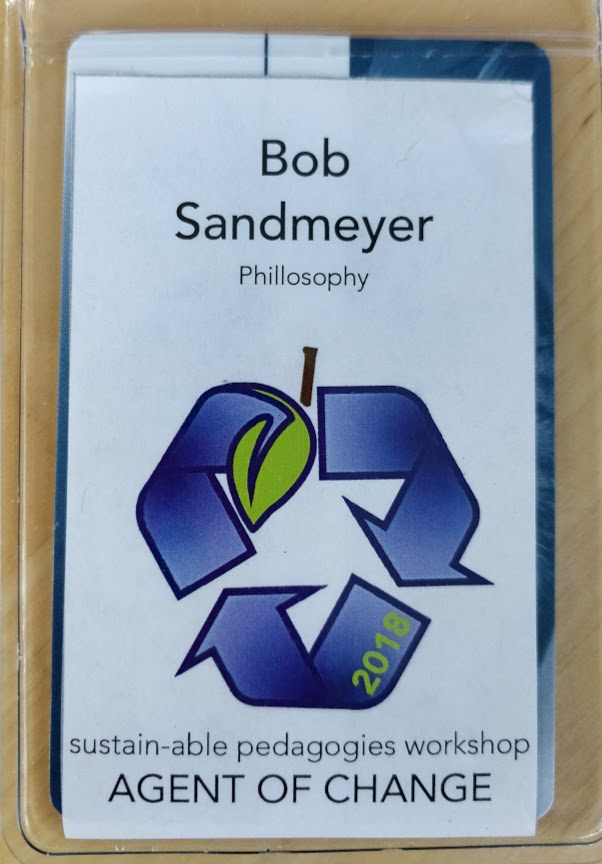 Bob
Sandmeyer
Phillosophy
2018
sustain-able pedagogies workshop
AGENT OF CHANGE